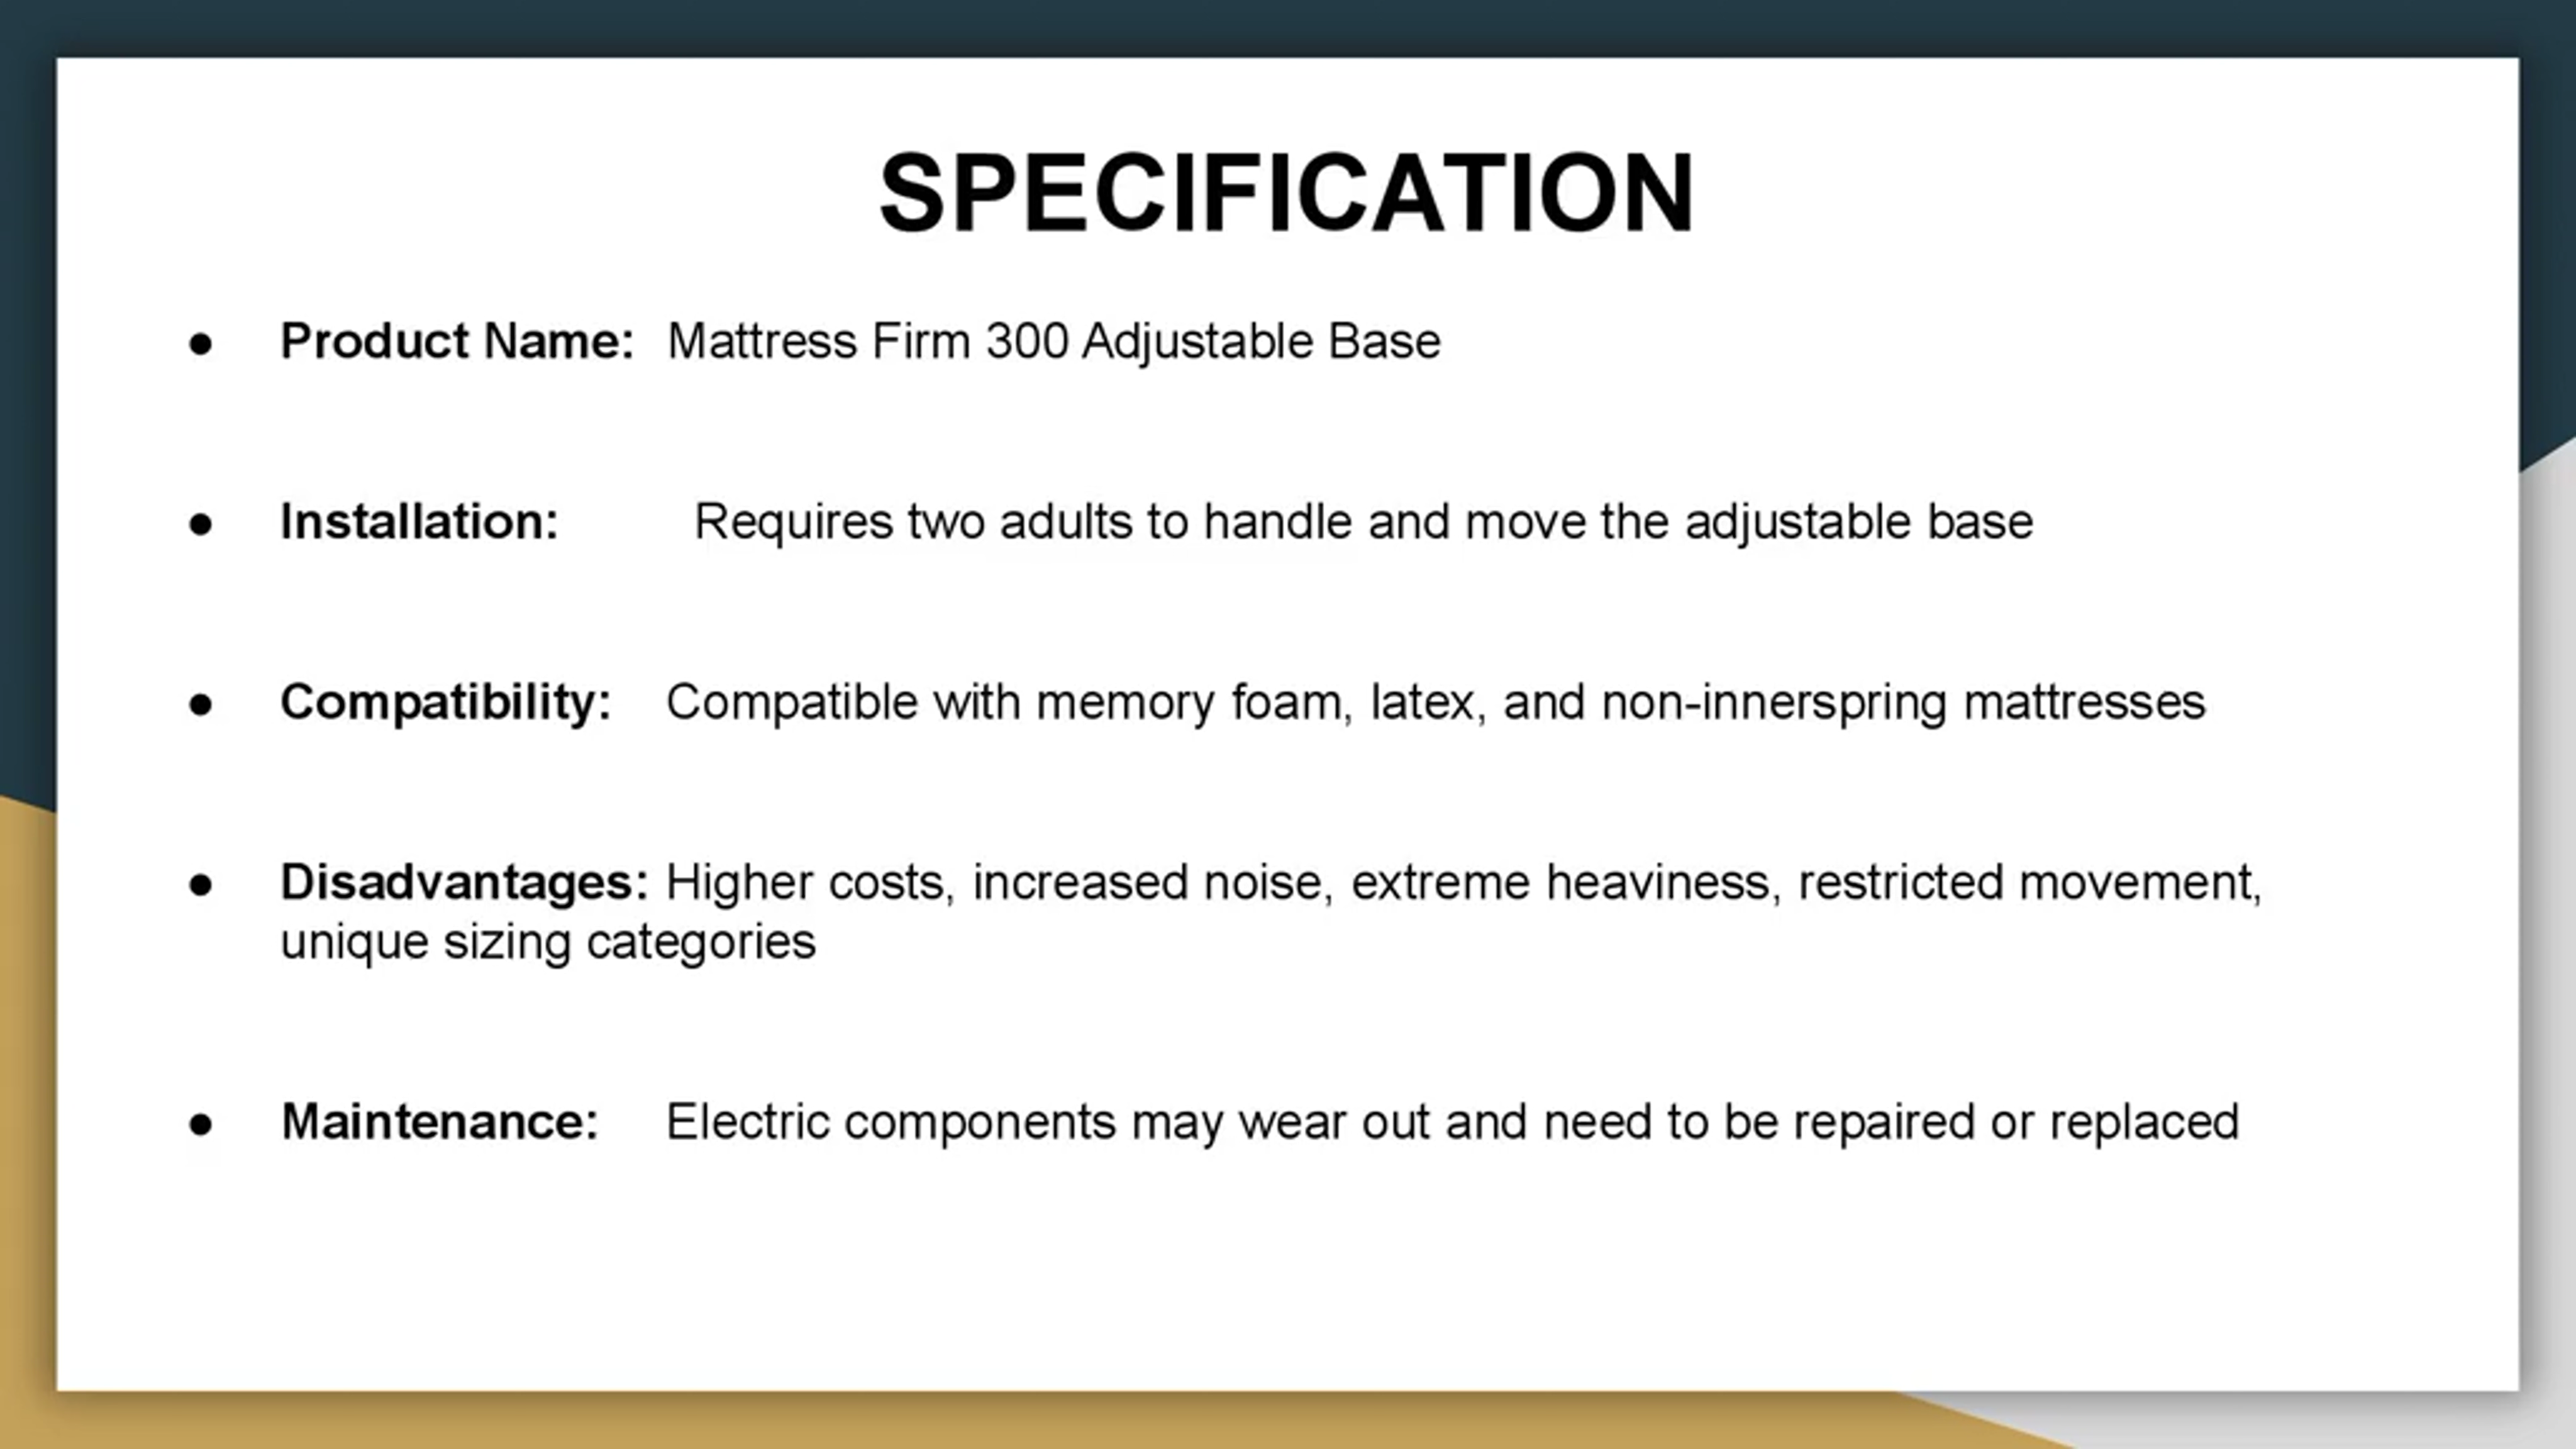 SPECIFICATION
● Product Name: Mattress Firm 300 Adjustable Base
● Installation: Requires two adults to handle and move the adjustable base
● Compatibility: Compatible with memory foam, latex, and non-innerspring mattresses
● Disadvantages: Higher costs, increased noise, extreme heaviness, restricted movement,
unique sizing categories
● Maintenance: Electric components may wear out and need to be repaired or replaced